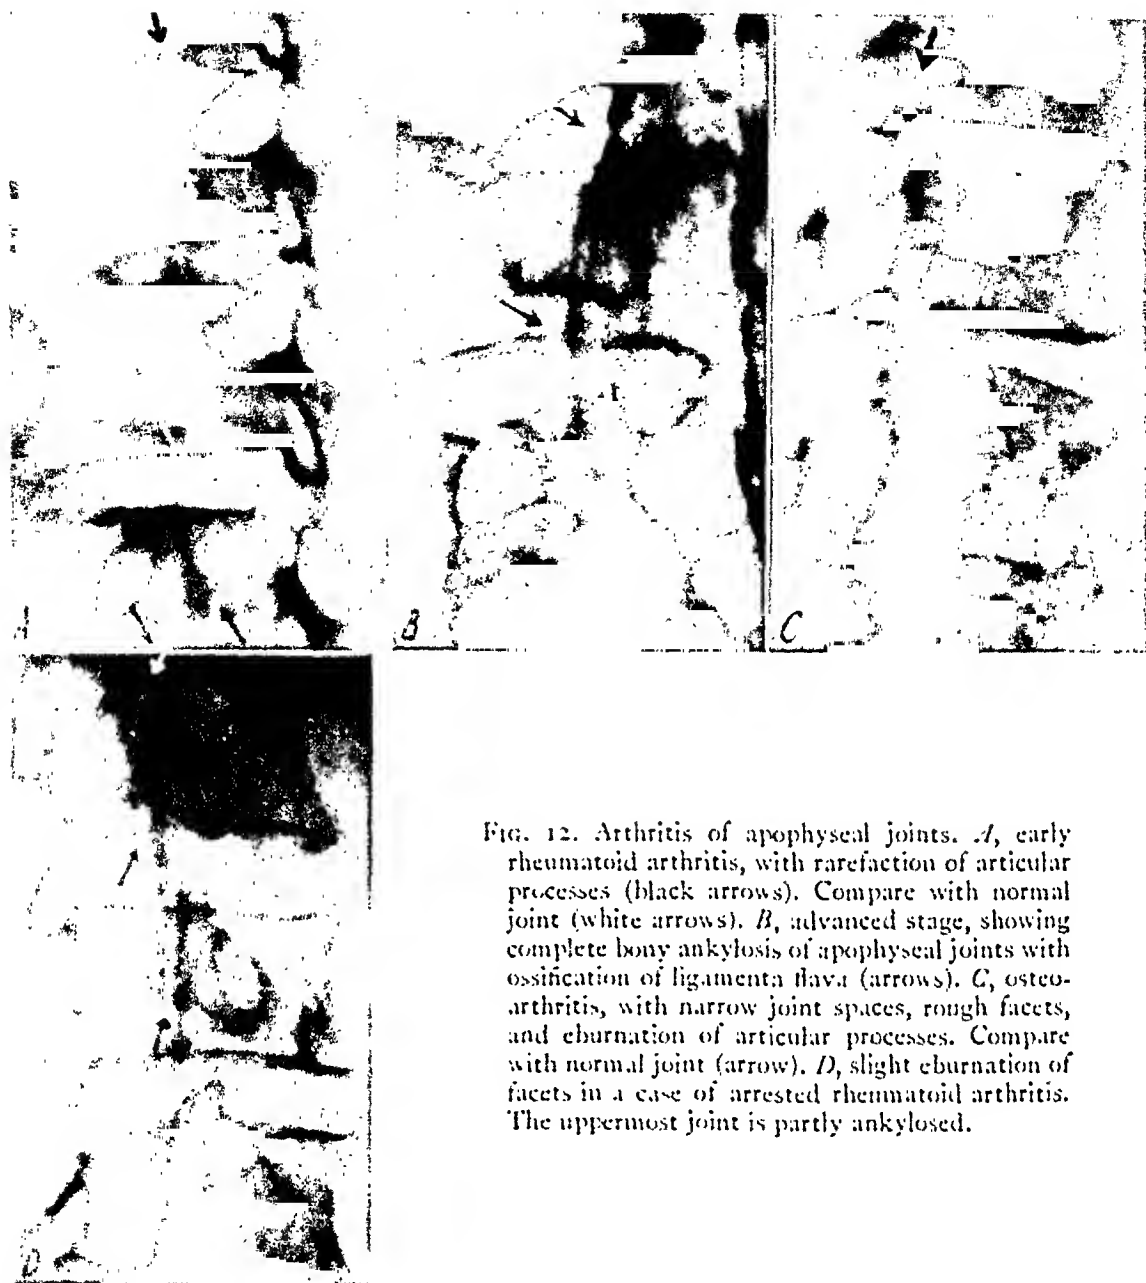 B
C
D
FIG. 12. Arthritis of apophyseal joints. A, early
rheumatoid arthritis, with rarefaction of articular
processes (black arrows). Compare with normal
joint (white arrows). B, advanced stage, showing
complete bony ankylosis of apophyseal joints with
ossification of ligamenta flava (arrows). C, osteo-
arthritis, with narrow joint spaces, rough facets,
and eburnation of articular processes. Compare
with normal joint (arrow). D, slight eburnation of
facets in a case of arrested rheumatoid arthritis.
The uppermost joint is partly ankylosed.